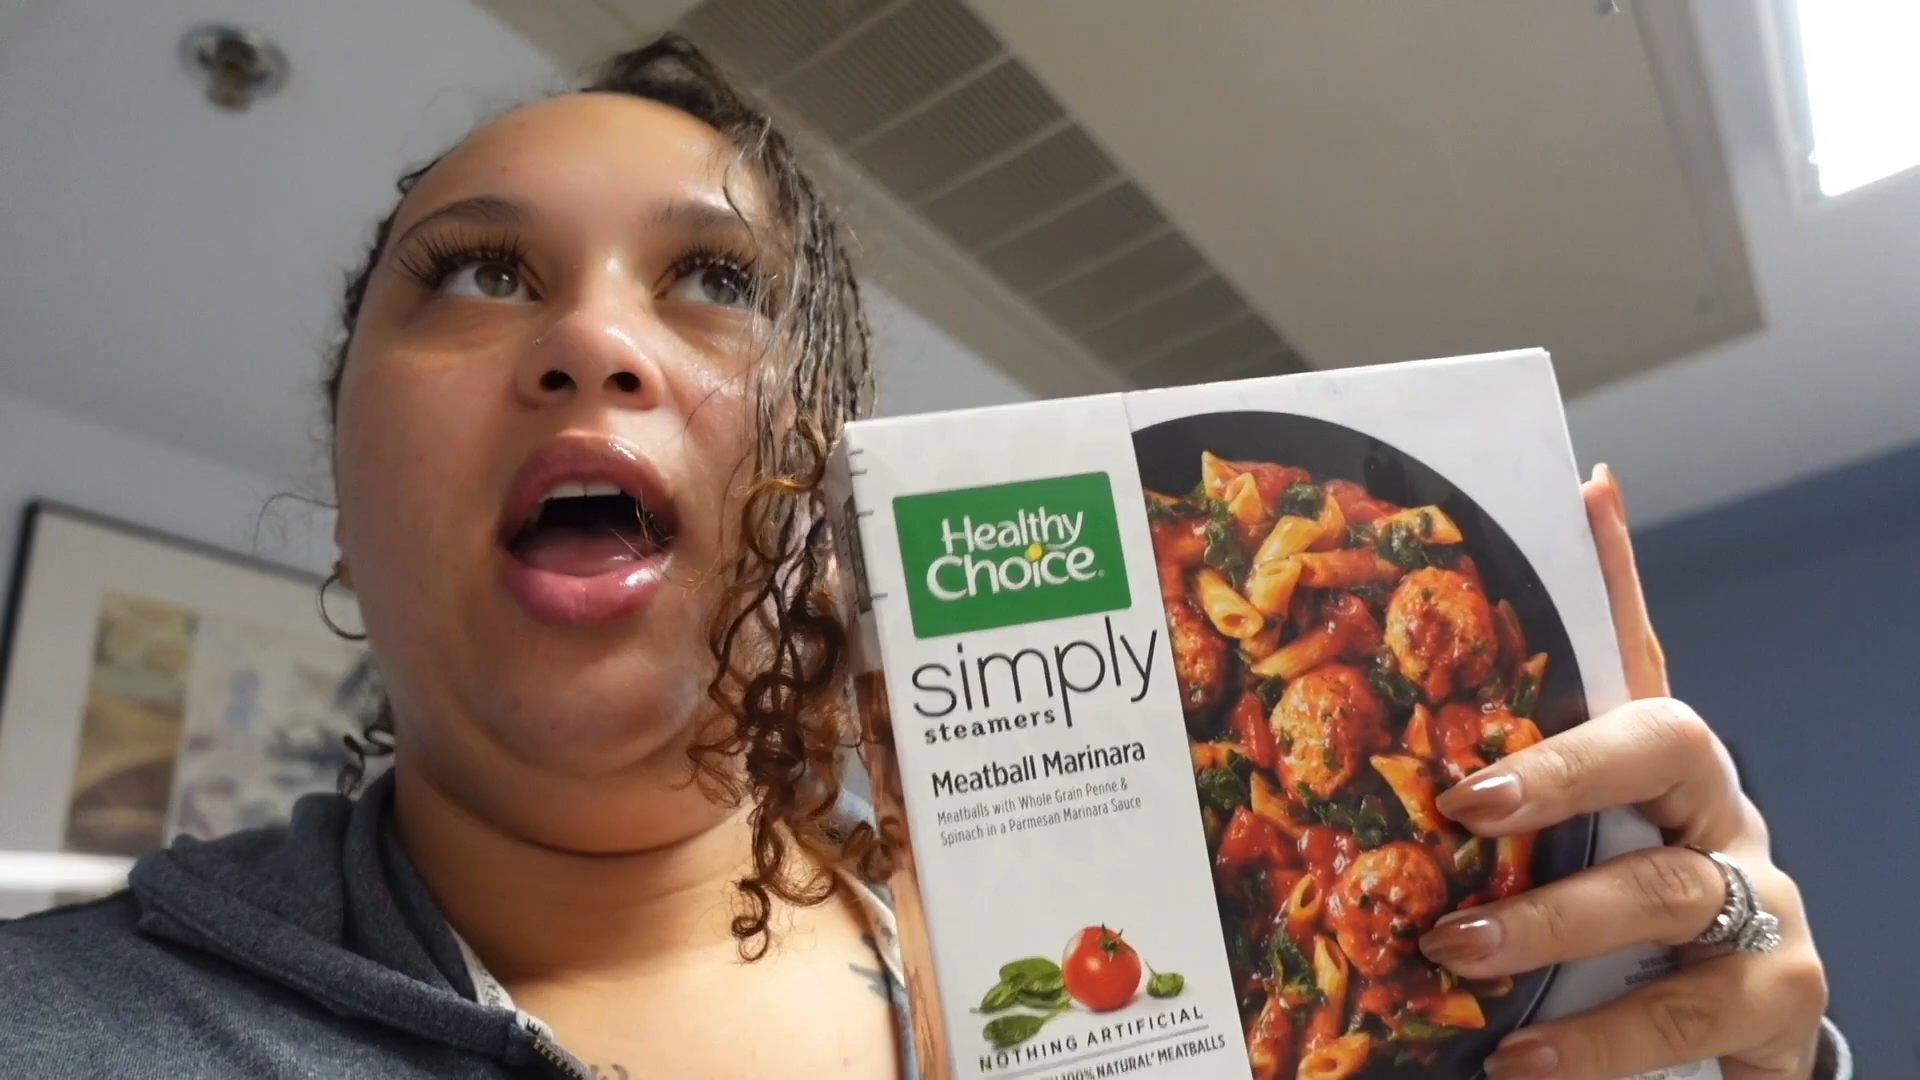 Healthy
Choice
simply
steamers
Meatball Marinara
Meatballs with Whole Grain Penne &
Spinach in a Parmesan Marinara Sauce
NOTHING ARTIFICIAL
100% NATURAL* MEATBALLS